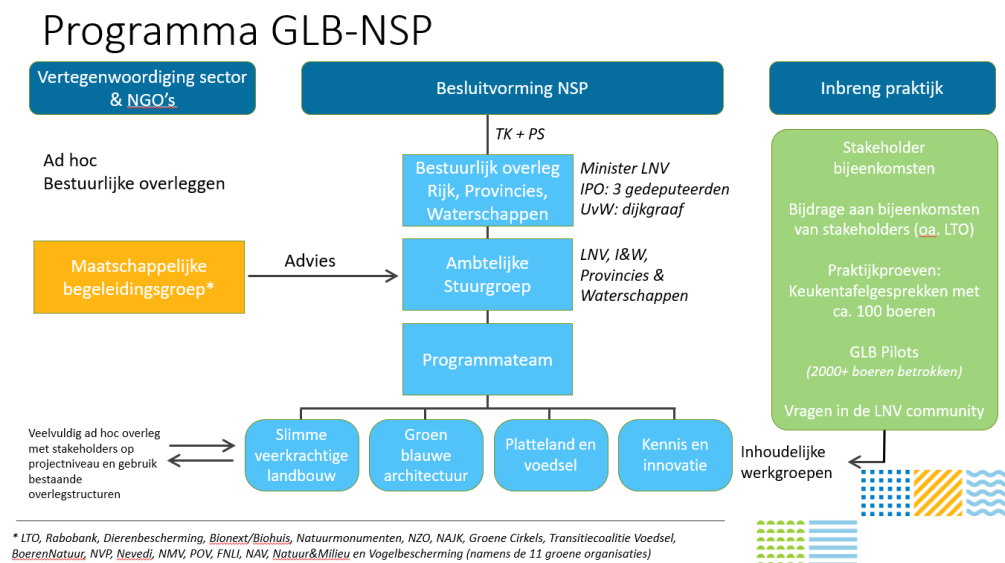 Programma GLB-NSP
Vertegenwoordiging sector
& NGO's
Besluitvorming NSP
Inbreng praktijk
TK + PS
Ad hoc
Bestuurlijke overleggen
Bestuurlijk overleg
Rijk, Provincies,
Waterschappen
Minister LNV
IPO: 3 gedeputeerden
UvW: dijkgraaf
Maatschappelijke
begeleidingsgroep*
Advies
Ambtelijke
Stuurgroep
LNV, I&W,
Provincies &
Waterschappen
Programmateam
Stakeholder
bijeenkomsten
Bijdrage aan bijeenkomsten
van stakeholders (oa. LTO)
Praktijkproeven:
Keukentafelgesprekken met
ca. 100 boeren
GLB Pilots
(2000+ boeren betrokken)
Vragen in de LNV community
Veelvuldig ad hoc overleg
met stakeholders op
projectniveau en gebruik
bestaande
overlegstructuren
Slimme
veerkrachtige
landbouw
Groen
blauwe
architectuur
Platteland en
voedsel
Kennis en
innovatie
Inhoudelijke
werkgroepen
* LTO, Rabobank, Dierenbescherming, Bionext/Biohuis, Natuurmonumenten, NZO, NAJK, Groene Cirkels, Transitiecoalitie Voedsel,
BoerenNatuur, NVP, Nevedi, NMV, POV, FNLI, NAV, Natuur&Milieu en Vogelbescherming (namens de 11 groene organisaties)